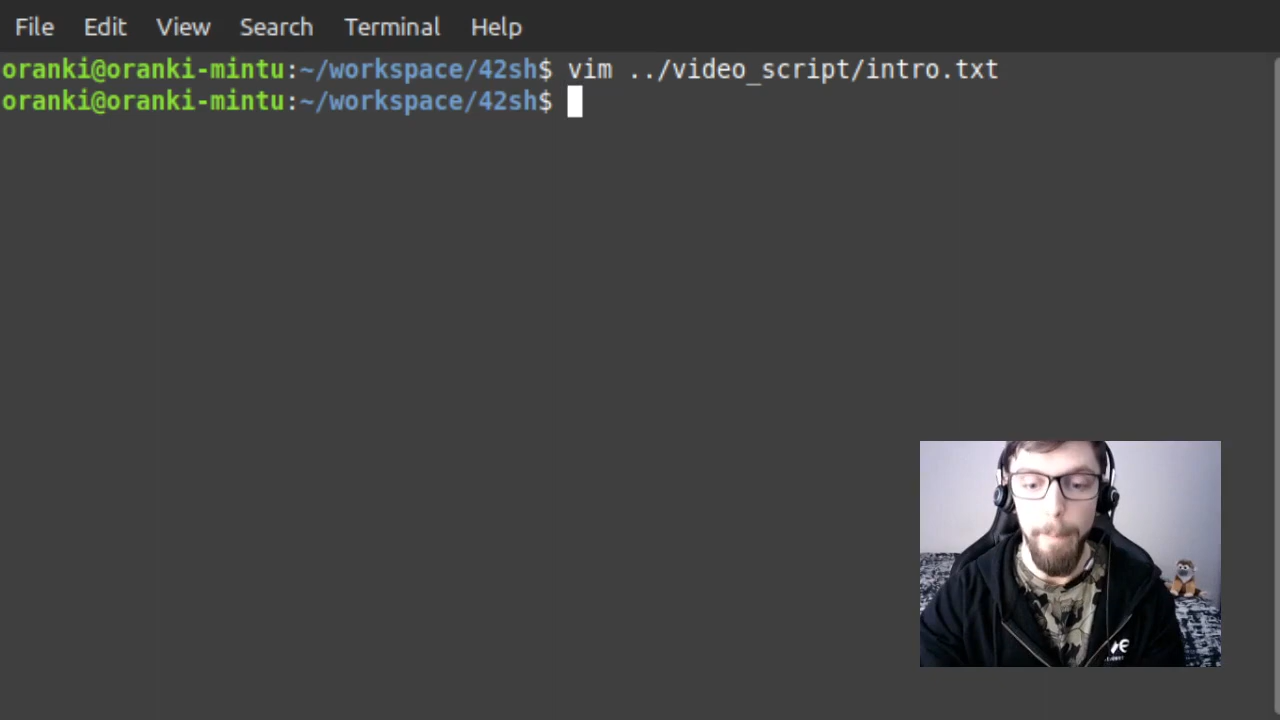 File Edit View Search Terminal Help
oranki@oranki-mintu:~/workspace/42sh$ vim ../video_script/intro.txt
oranki@oranki-mintu:~/workspace/42sh$